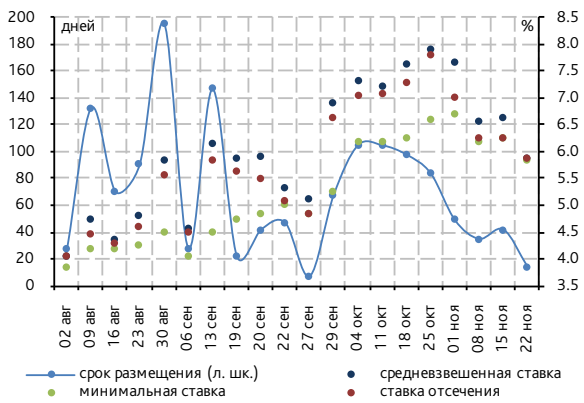 дней %
200 8.5
180 8.0
160 7.5
140 7.0
120 6.5
100 6.0
80 5.5
60 5.0
40 4.5
20 4.0
0 3.5
02 авг 09 авг 16 авг 23 авг 30 авг 06 сен 13 сен 19 сен 20 сен 22 сен 27 сен 29 сен 04 окт 11 окт 18 окт 25 окт 01 ноя 08 ноя 15 ноя 22 ноя
срок размещения (л. шк.) средневзвешенная ставка
минимальная ставка ставка отсечения